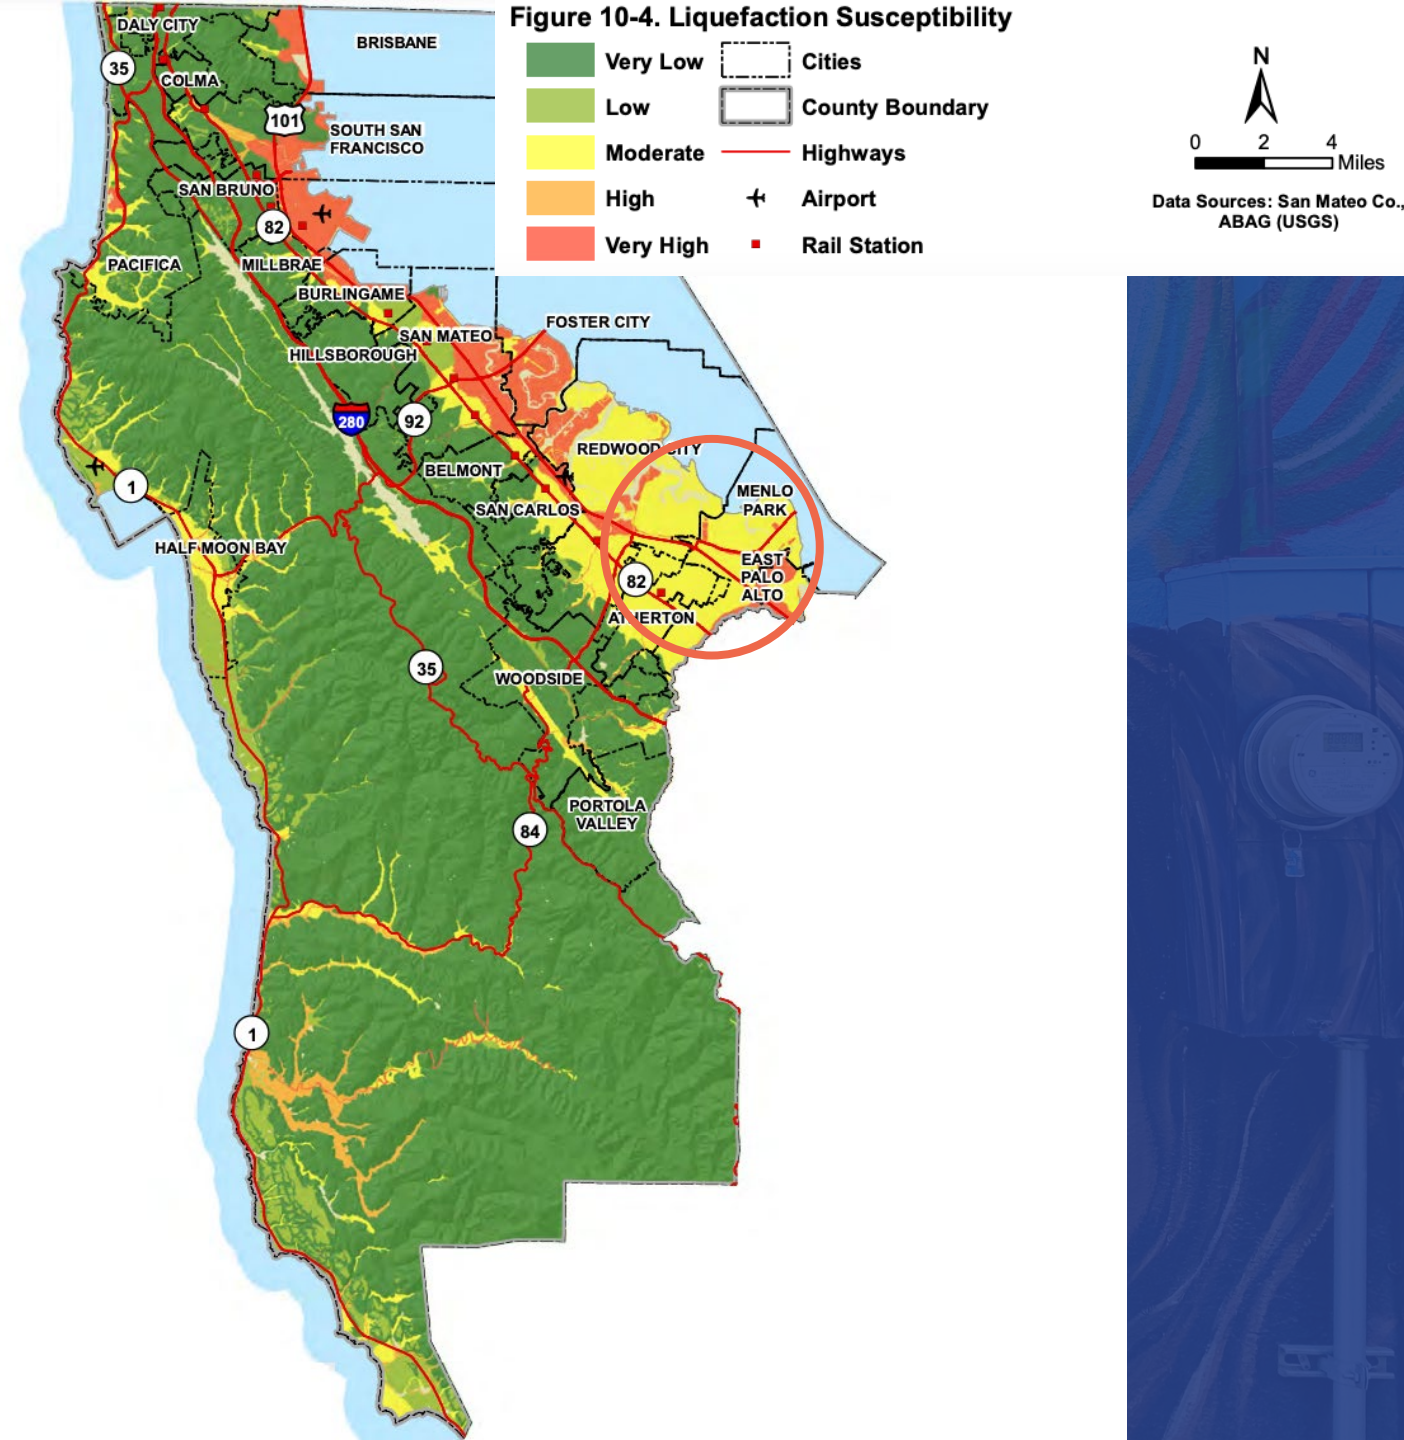 Figure 10-4. Liquefaction Susceptibility
Very Low
Cities
Low
County Boundary
Moderate
Highways
High
Airport
Very High
Rail Station
N
0 2 4
Miles
Data Sources: San Mateo Co.,
ABAG (USGS)
DALY CITY
BRISBANE
35
COLMA
101
SOUTH SAN
FRANCISCO
SAN BRUNO
82
PACIFICA
MILLBRAE
BURLINGAME
FOSTER CITY
SAN MATEO
HILLSBOROUGH
280
92
REDWOOD CITY
BELMONT
1
MENLO
PARK
SAN CARLOS
HALF MOON BAY
EAST
PALO
ALTO
82
ATHERTON
35
WOODSIDE
PORTOLA
VALLEY
84
1